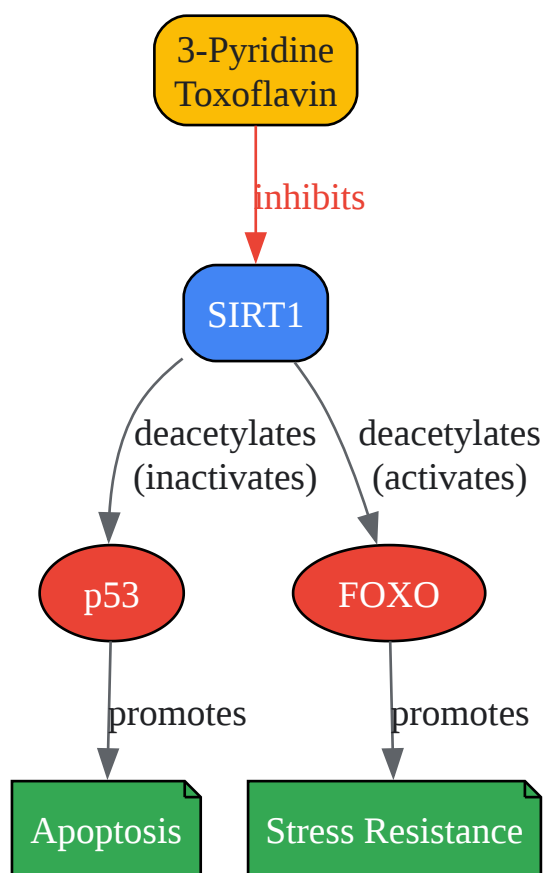 3-Pyridine
Toxoflavin
inhibits
SIRT1
deacetylates
(inactivates)
deacetylates
(activates)
p53
FOXO
promotes
promotes
Apoptosis
Stress Resistance